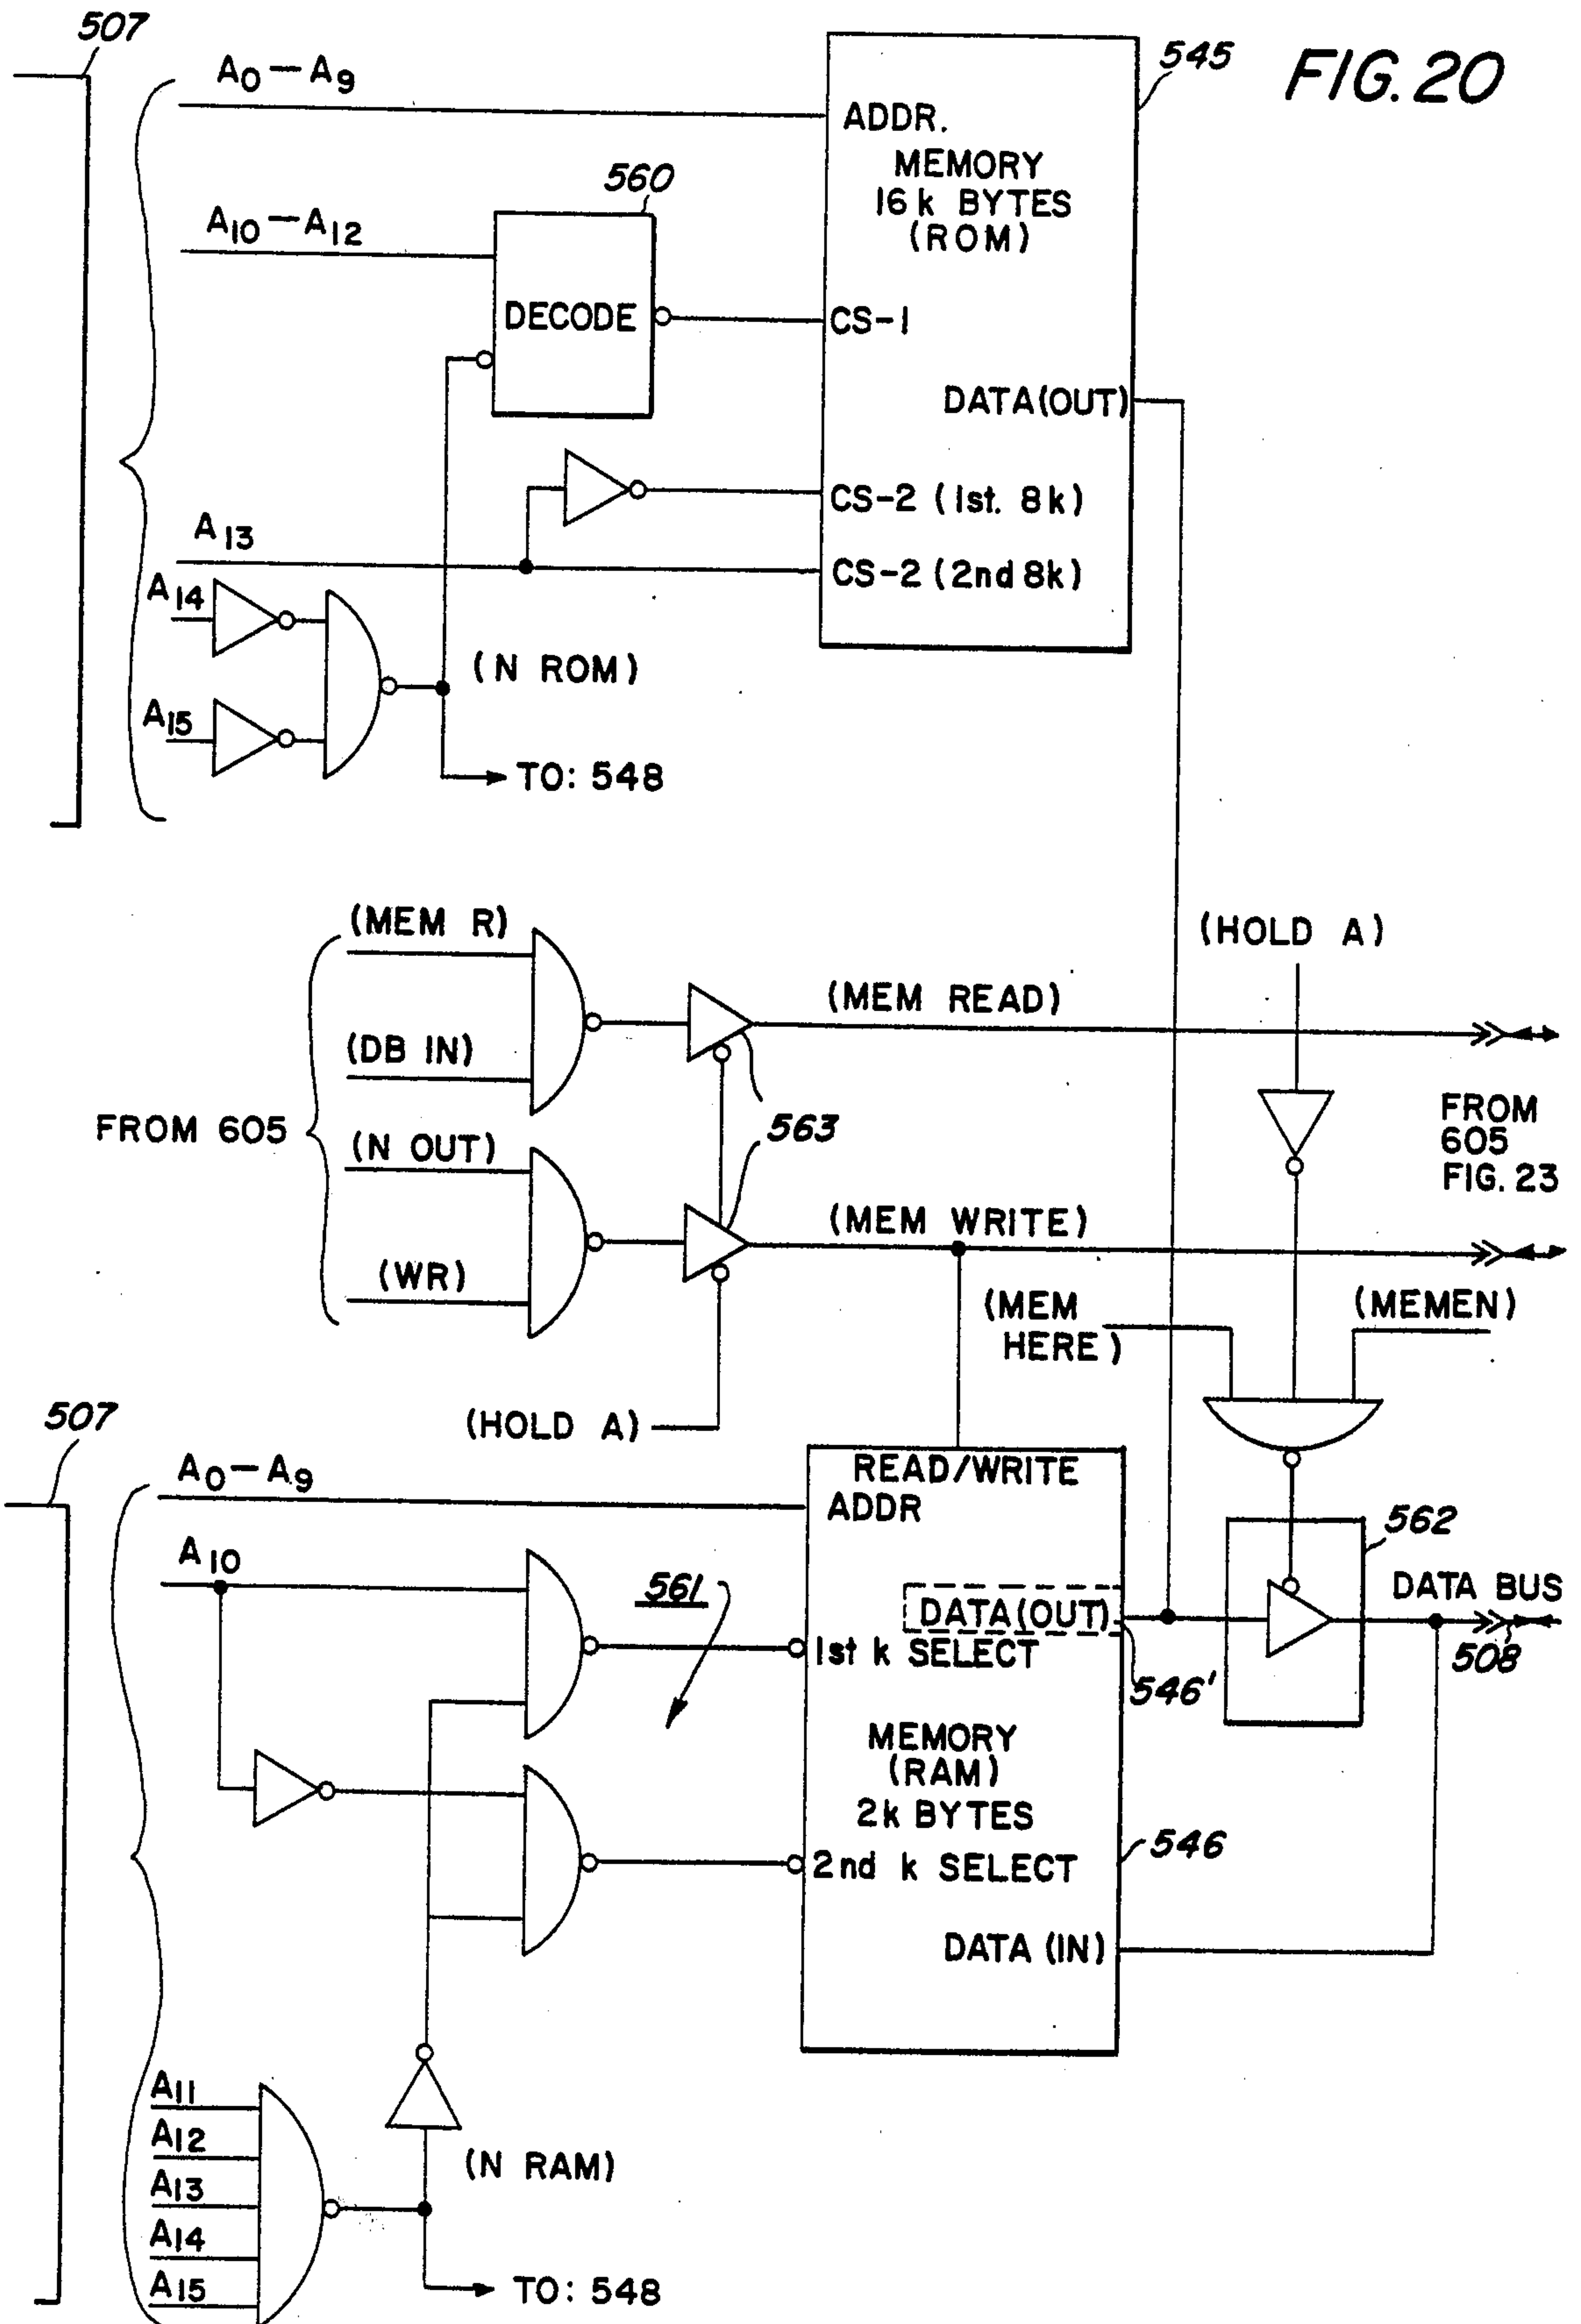 507
A0—A9
545
FIG. 20
ADDR.
MEMORY
16k BYTES
(ROM)
560
A10—A12
DECODE
CS-1
DATA(OUT)
CS-2 (1st. 8k)
A13
CS-2 (2nd 8k)
A14
(N ROM)
A15
TO: 548
(MEM R)
(HOLD A)
(MEM READ)
(DB IN)
FROM 605
563
FROM
605
FIG. 23
(N OUT)
(MEM WRITE)
(WR)
(MEM
HERE)
(MEMEN)
(HOLD A)
507
A0—A9
READ/WRITE
ADDR
562
A10
561
DATA(OUT)
DATA BUS
1st k SELECT
508
546'
MEMORY
(RAM)
2k BYTES
546
2nd k SELECT
DATA (IN)
A11
A12
(N RAM)
A13
A14
A15
TO: 548